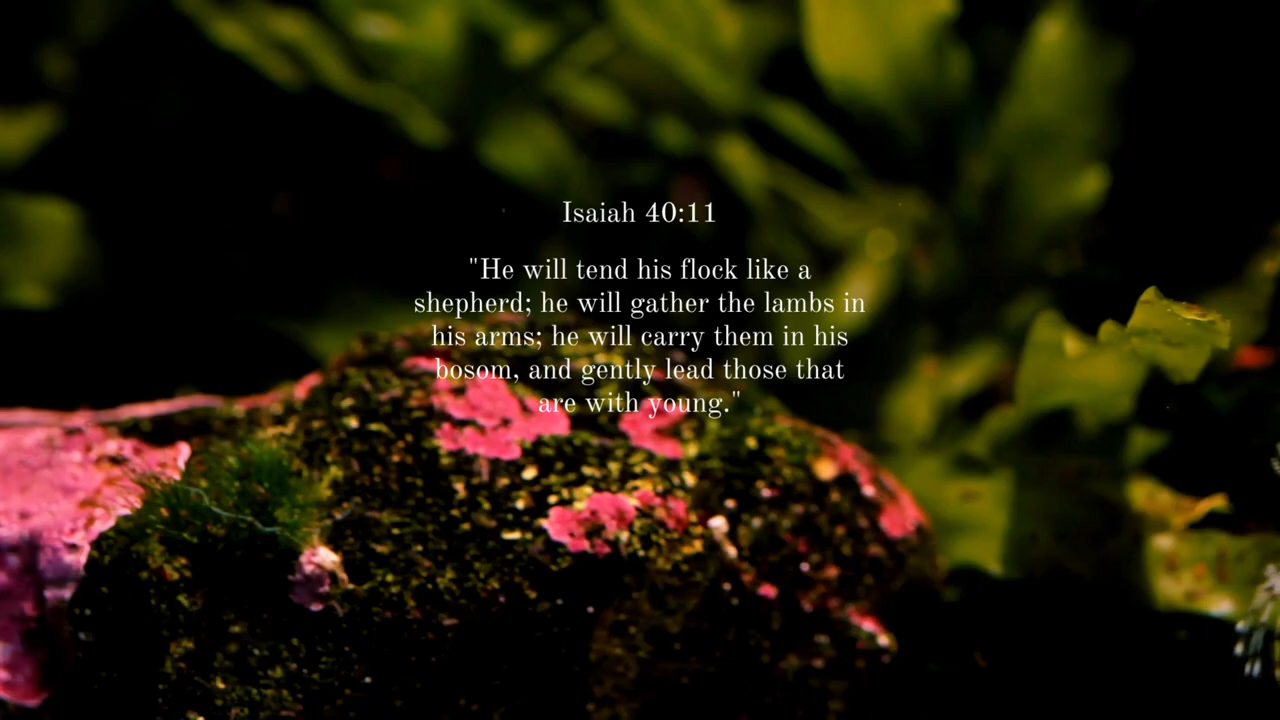 Isaiah 40:11
"He will tend his flock like a
shepherd; he will gather the lambs in
his arms; he will carry them in his
bosom, and gently lead those that
are with young."